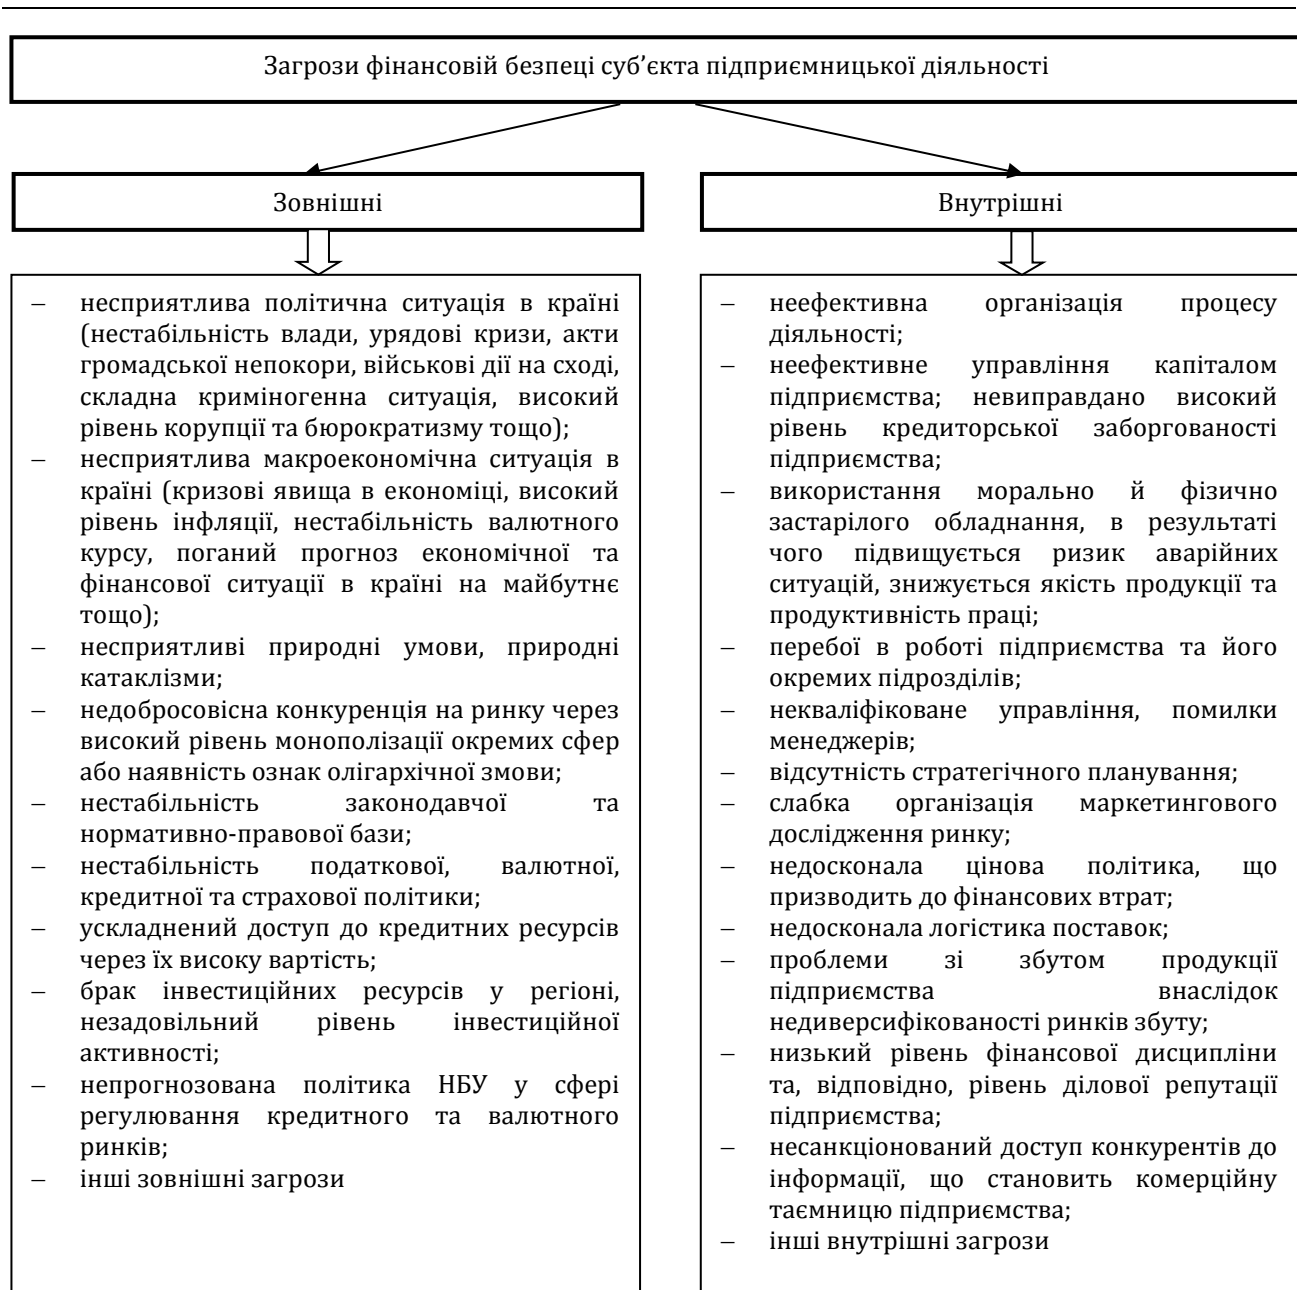 Загрози фінансовій безпеці суб’єкта підприємницької діяльності
Зовнішні
– несприятлива політична ситуація в країні
(нестабільність влади, урядові кризи, акти
громадської непокори, військові дії на сході,
складна криміногенна ситуація, високий
рівень корупції та бюрократизму тощо);
– несприятлива макроекономічна ситуація в
країні (кризові явища в економіці, високий
рівень інфляції, нестабільність валютного
курсу, поганий прогноз економічної та
фінансової ситуації в країні на майбутнє
тощо);
– несприятливі природні умови, природні
катаклізми;
– недобросовісна конкуренція на ринку через
високий рівень монополізації окремих сфер
або наявність ознак олігархічної змови;
– нестабільність законодавчої та
нормативно-правової бази;
– нестабільність податкової, валютної,
кредитної та страхової політики;
– ускладнений доступ до кредитних ресурсів
через їх високу вартість;
– брак інвестиційних ресурсів у регіоні,
незадовільний рівень інвестиційної
активності;
– непрогнозована політика НБУ у сфері
регулювання кредитного та валютного
ринків;
– інші зовнішні загрози
Внутрішні
– неефективна організація процесу
діяльності;
– неефективне управління капіталом
підприємства; невиправдано високий
рівень кредиторської заборгованості
підприємства;
– використання морально й фізично
застарілого обладнання, в результаті
чого підвищується ризик аварійних
ситуацій, знижується якість продукції та
продуктивність праці;
– перебої в роботі підприємства та його
окремих підрозділів;
– некваліфіковане управління, помилки
менеджерів;
– відсутність стратегічного планування;
– слабка організація маркетингового
дослідження ринку;
– недосконала цінова політика, що
призводить до фінансових втрат;
– недосконала логістика поставок;
– проблеми зі збутом продукції
підприємства внаслідок
недиверсифікованості ринків збуту;
– низький рівень фінансової дисципліни
та, відповідно, рівень ділової репутації
підприємства;
– несанкціонований доступ конкурентів до
інформації, що становить комерційну
таємницю підприємства;
– інші внутрішні загрози